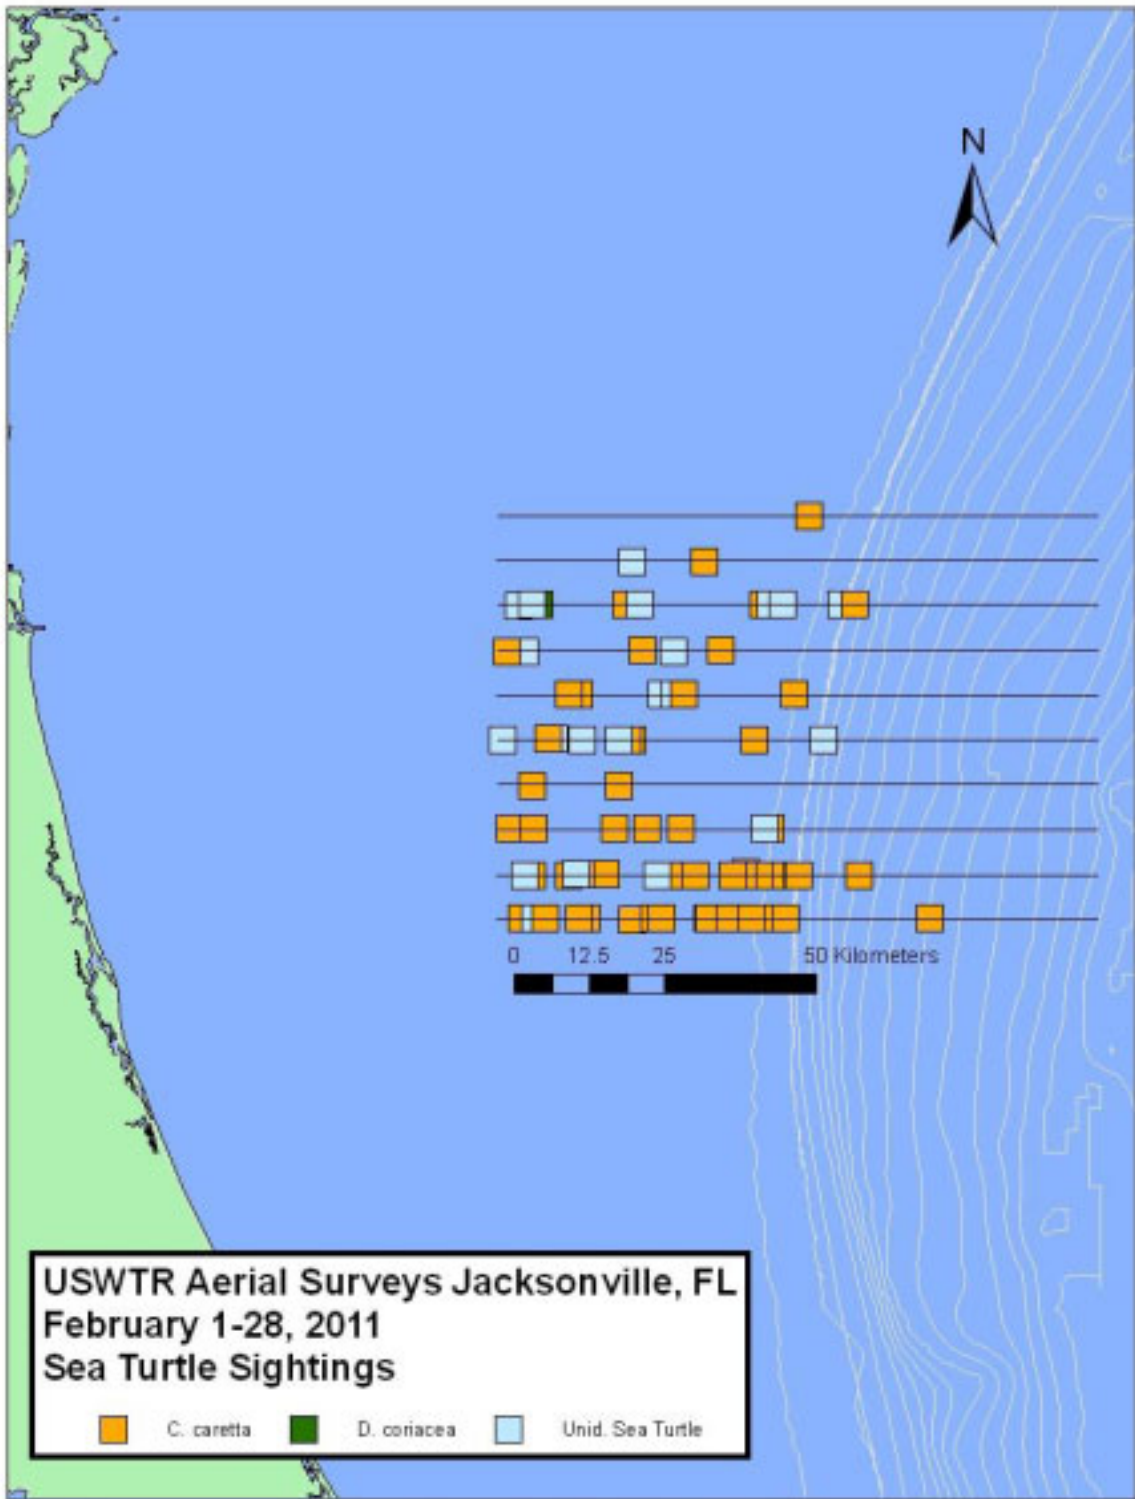 N
0 12.5 25 50 Kilometers
USWTR Aerial Surveys Jacksonville, FL
February 1-28, 2011
Sea Turtle Sightings
C. caretta D. coriacea Unid. Sea Turtle